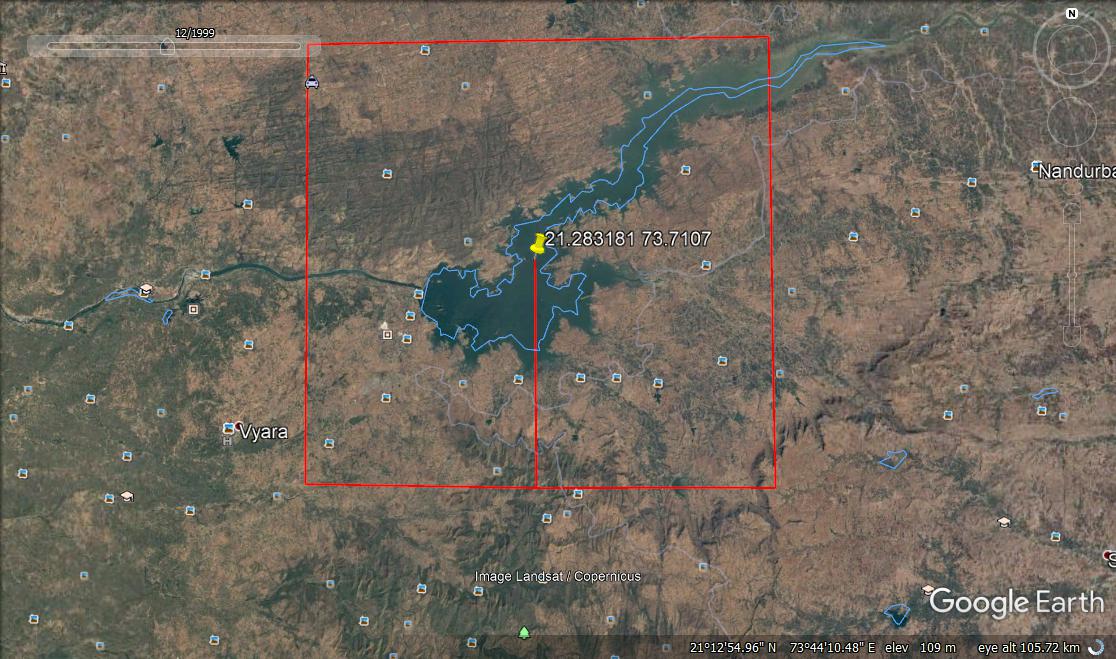 12/1999
N
Nandurba
21.283181 73.7107
Vyara
H
S
Image Landsat / Copernicus
Google Earth
21°12'54.96" N 73°44'10.48" E elev 109 m eye alt 105.72 km